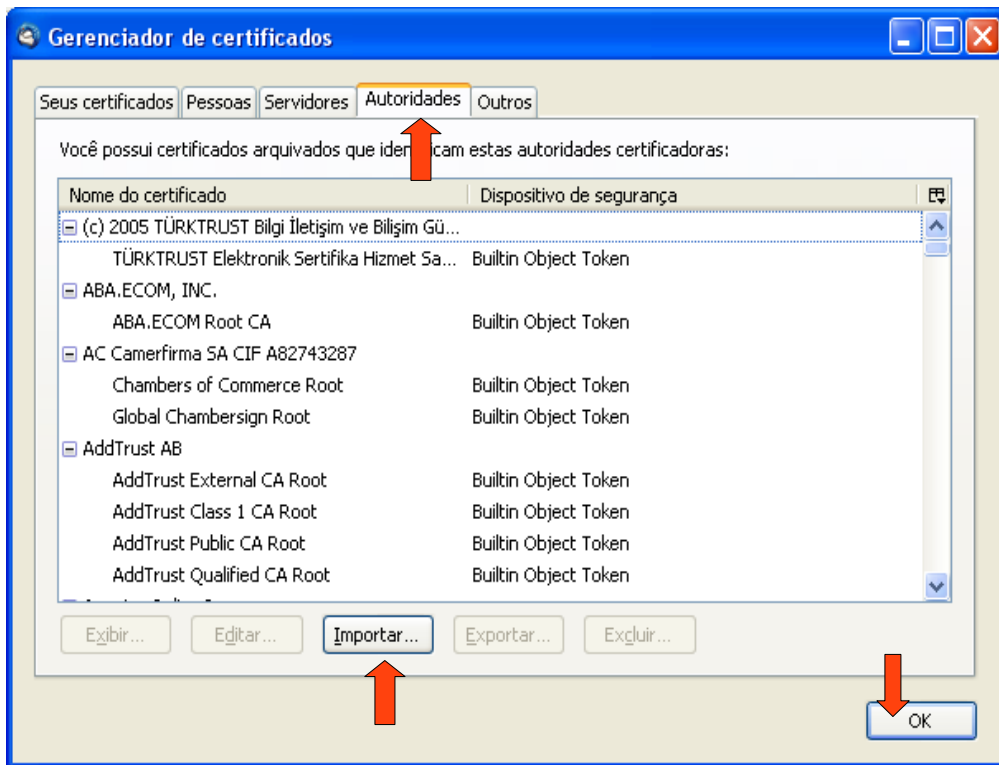 Gerenciador de certificados
Seus certificados Pessoas Servidores Autoridades Outros
Você possui certificados arquivados que identificam estas autoridades certificadoras:
Nome do certificado Dispositivo de segurança
(c) 2005 TÜRKTRUST Bilgi İletişim ve Bilişim Gü...
TÜRKTRUST Elektronik Sertifika Hizmet Sa... Builtin Object Token
ABA.ECOM, INC.
ABA.ECOM Root CA Builtin Object Token
AC Camerfirma SA CIF A82743287
Chambers of Commerce Root Builtin Object Token
Global Chambersign Root Builtin Object Token
AddTrust AB
AddTrust External CA Root Builtin Object Token
AddTrust Class 1 CA Root Builtin Object Token
AddTrust Public CA Root Builtin Object Token
AddTrust Qualified CA Root Builtin Object Token
Exibir... Editar... Importar... Exportar... Excluir...
OK